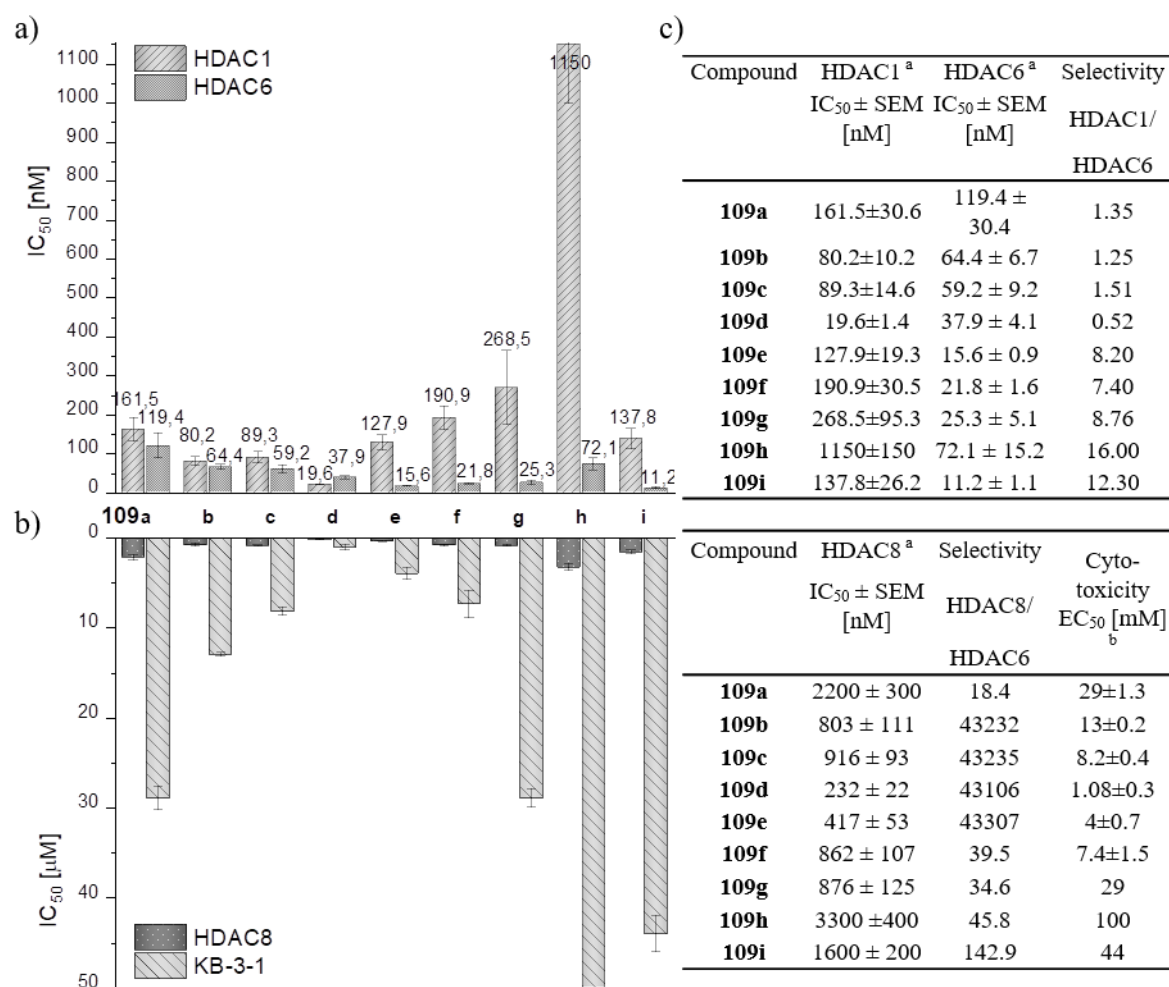 a)
HDAC1
HDAC6
IC50 [nM]
1100
1000
900
800
700
600
500
400
300
200
100
0
161,5
119,4
80,2
64,4
89,3
59,2
19,6
37,9
127,9
15,6
190,9
21,8
268,5
25,3
1150
72,1
137,8
11,2
109a b c d e f g h i
b)
0
10
20
30
40
50
IC50 [µM]
HDAC8
KB-3-1
c)
Compound HDAC1 a HDAC6 a Selectivity
IC50 ± SEM IC50 ± SEM HDAC1/
[nM] [nM]
HDAC6
109a 161.5±30.6 119.4 ± 30.4 1.35
109b 80.2±10.2 64.4 ± 6.7 1.25
109c 89.3±14.6 59.2 ± 9.2 1.51
109d 19.6±1.4 37.9 ± 4.1 0.52
109e 127.9±19.3 15.6 ± 0.9 8.20
109f 190.9±30.5 21.8 ± 1.6 7.40
109g 268.5±95.3 25.3 ± 5.1 8.76
109h 1150±150 72.1 ± 15.2 16.00
109i 137.8±26.2 11.2 ± 1.1 12.30
Compound HDAC8 a Selectivity Cyto-
toxicity
IC50 ± SEM HDAC8/ EC50 [mM]
[nM] b
HDAC6
109a 2200 ± 300 18.4 29±1.3
109b 803 ± 111 43232 13±0.2
109c 916 ± 93 43235 8.2±0.4
109d 232 ± 22 43106 1.08±0.3
109e 417 ± 53 43307 4±0.7
109f 862 ± 107 39.5 7.4±1.5
109g 876 ± 125 34.6 29
109h 3300 ±400 45.8 100
109i 1600 ± 200 142.9 44